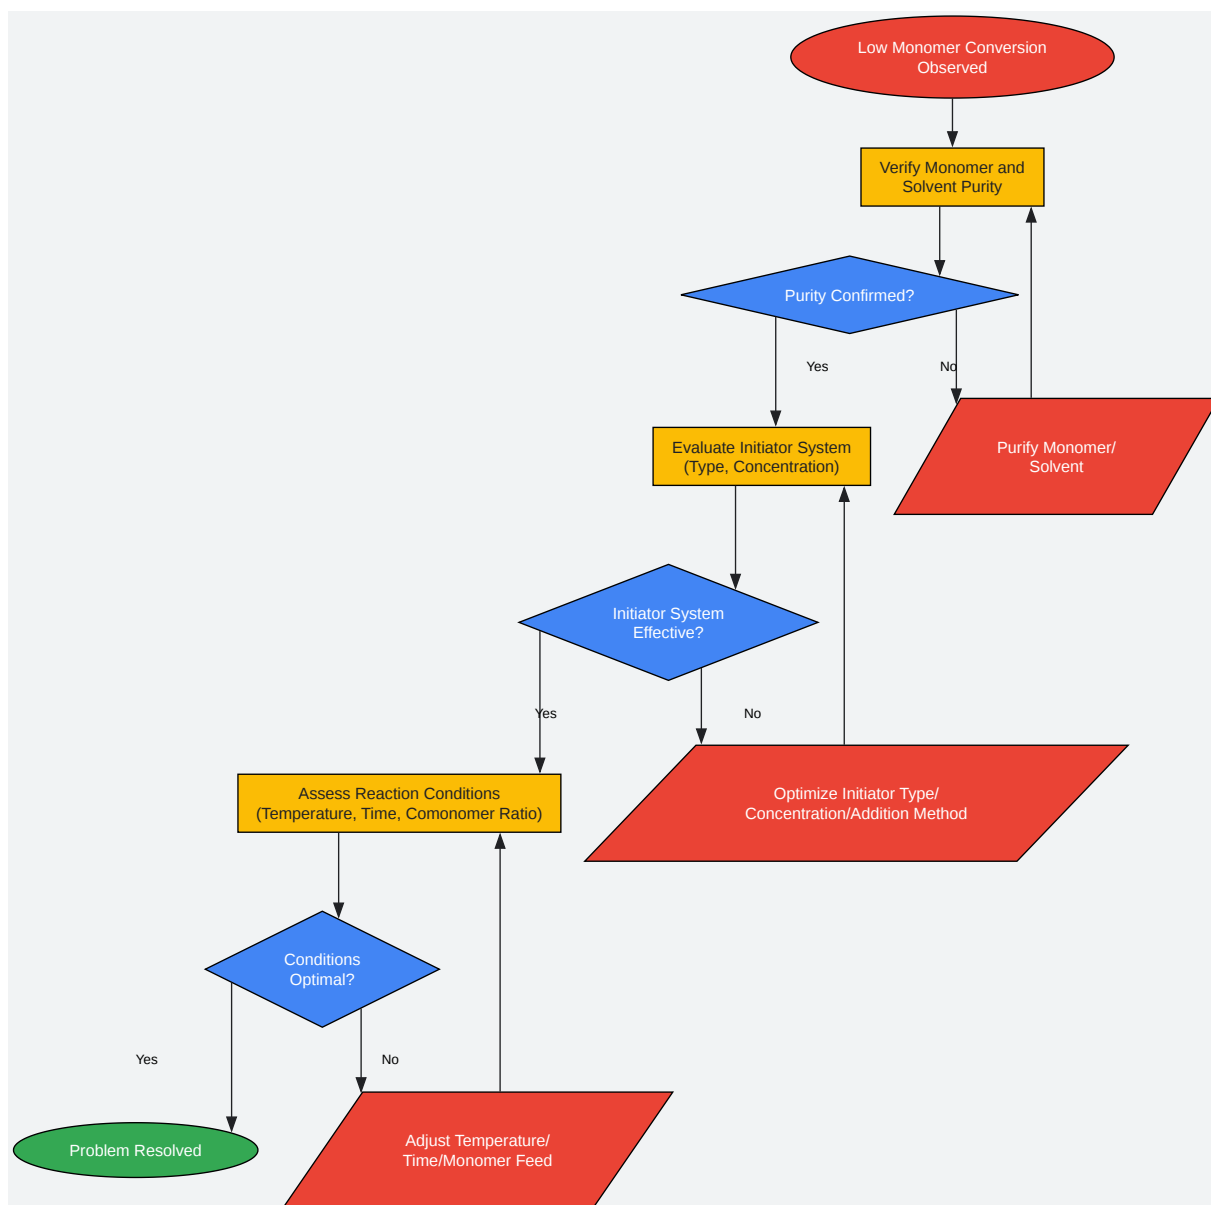 Low Monomer Conversion
Observed
Verify Monomer and
Solvent Purity
Purity Confirmed?
Yes
No
Evaluate Initiator System
(Type, Concentration)
Purify Monomer/
Solvent
Initiator System
Effective?
Yes
No
Assess Reaction Conditions
(Temperature, Time, Comonomer Ratio)
Optimize Initiator Type/
Concentration/Addition Method
Conditions
Optimal?
Yes
No
Problem Resolved
Adjust Temperature/
Time/Monomer Feed